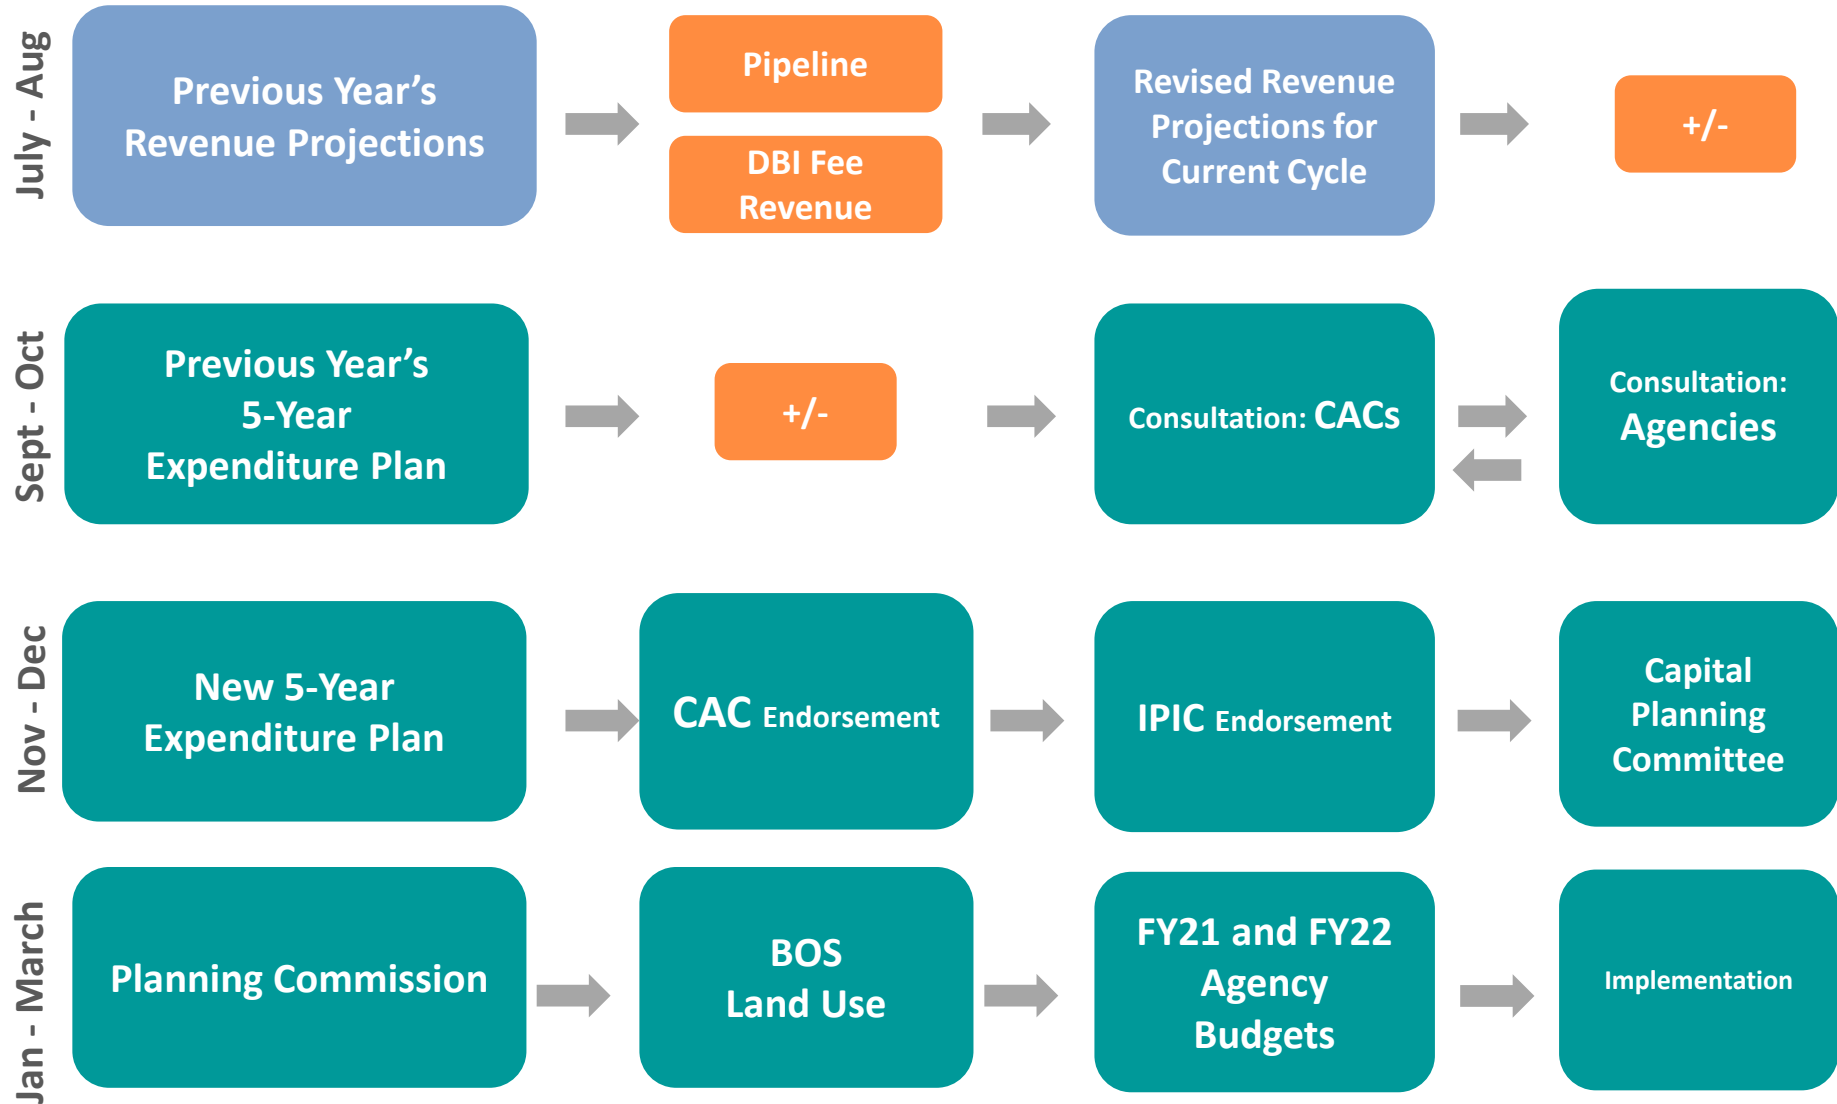 July - Aug
Previous Year’s
Revenue Projections
Pipeline
DBI Fee
Revenue
Revised Revenue
Projections for
Current Cycle
+/-
Sept - Oct
Previous Year’s
5-Year
Expenditure Plan
+/-
Consultation: CACs
Consultation:
Agencies
Nov - Dec
New 5-Year
Expenditure Plan
CAC Endorsement
IPIC Endorsement
Capital
Planning
Committee
Jan - March
Planning Commission
BOS
Land Use
FY21 and FY22
Agency
Budgets
Implementation